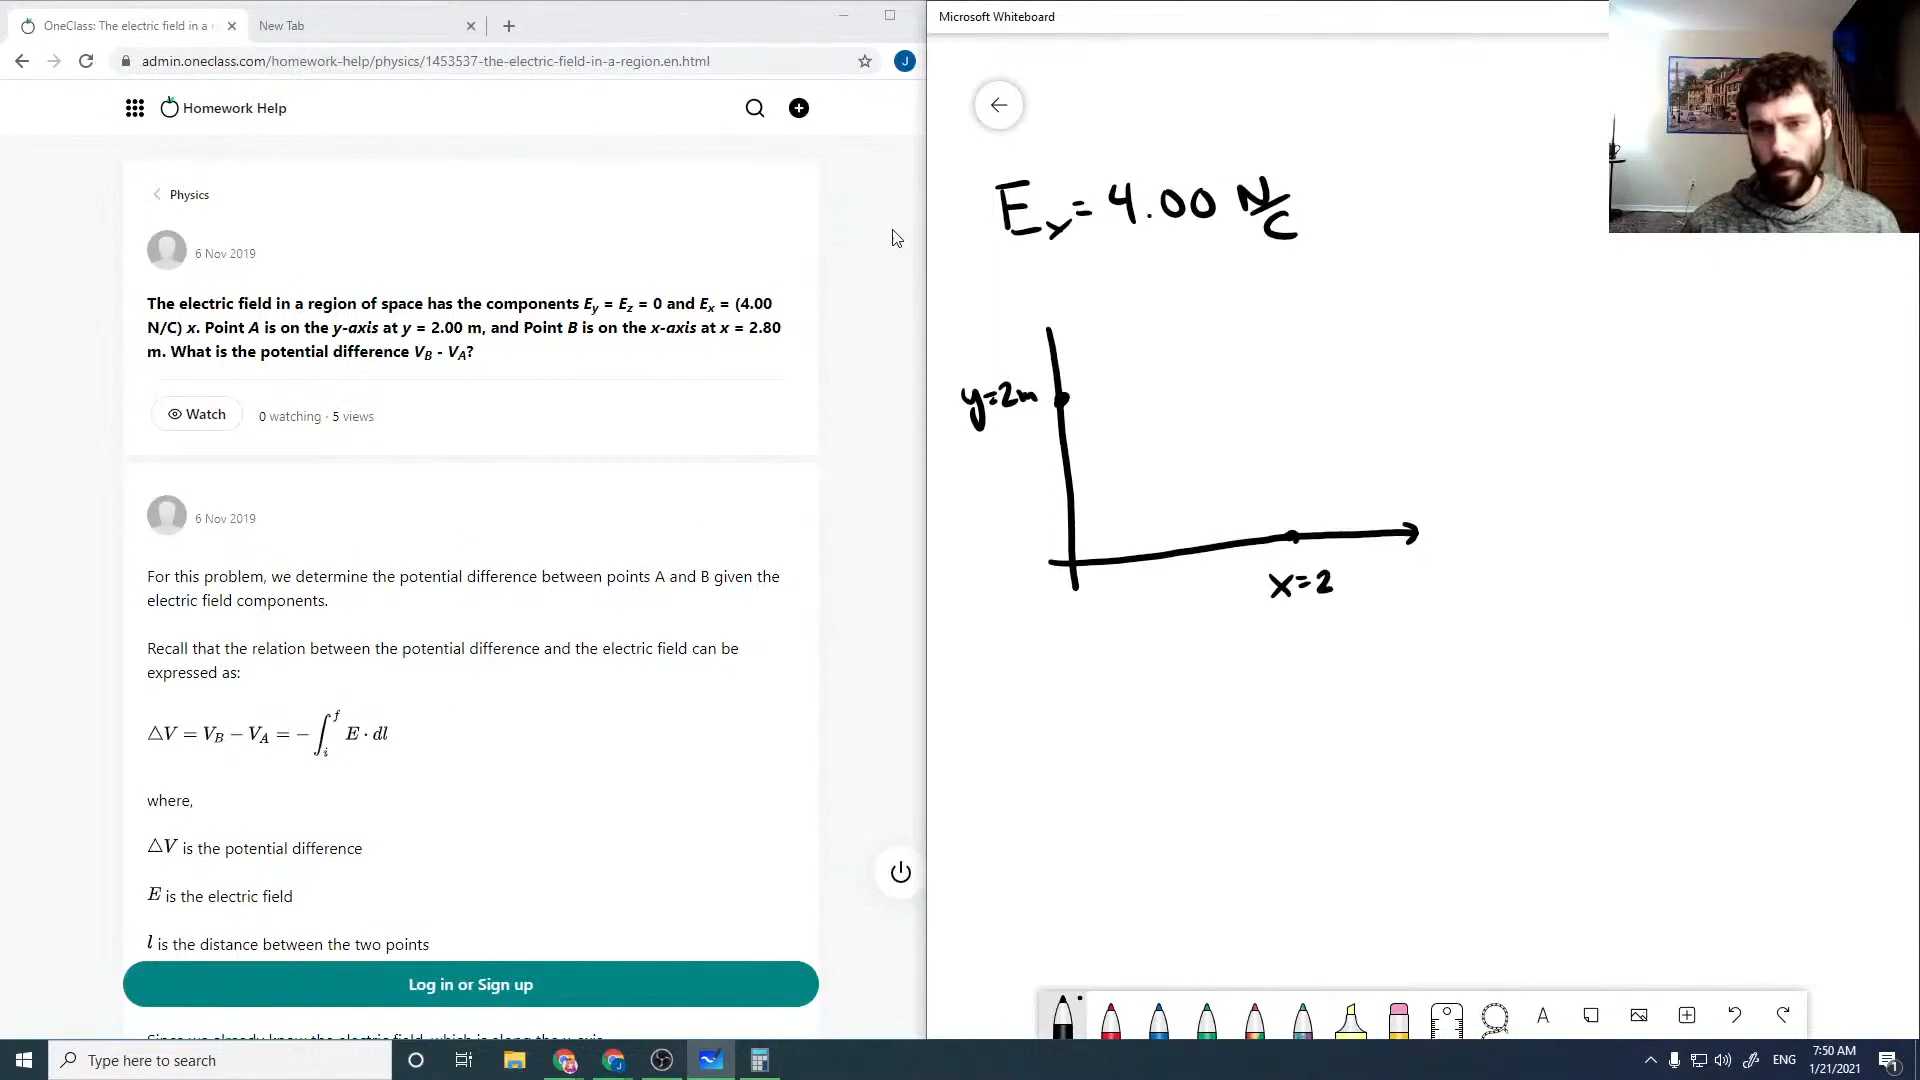 OneClass: The electric field in a
New Tab
admin.oneclass.com/homework-help/physics/1453537-the-electric-field-in-a-region.en.html
J
Homework Help
Physics
6 Nov 2019
The electric field in a region of space has the components Ey = Ez = 0 and Ex = (4.00
N/C) x. Point A is on the y-axis at y = 2.00 m, and Point B is on the x-axis at x = 2.80
m. What is the potential difference VB - VA?
Watch
0 watching · 5 views
6 Nov 2019
For this problem, we determine the potential difference between points A and B given the
electric field components.
Recall that the relation between the potential difference and the electric field can be
expressed as:
△V = VB − VA = − ∫_i^f E · dl
where,
△V is the potential difference
E is the electric field
l is the distance between the two points
Log in or Sign up
Microsoft Whiteboard
Ex = 4.00 N/C
y=2m
x=2
A
Type here to search
J
ENG
7:50 AM
1/21/2021
1